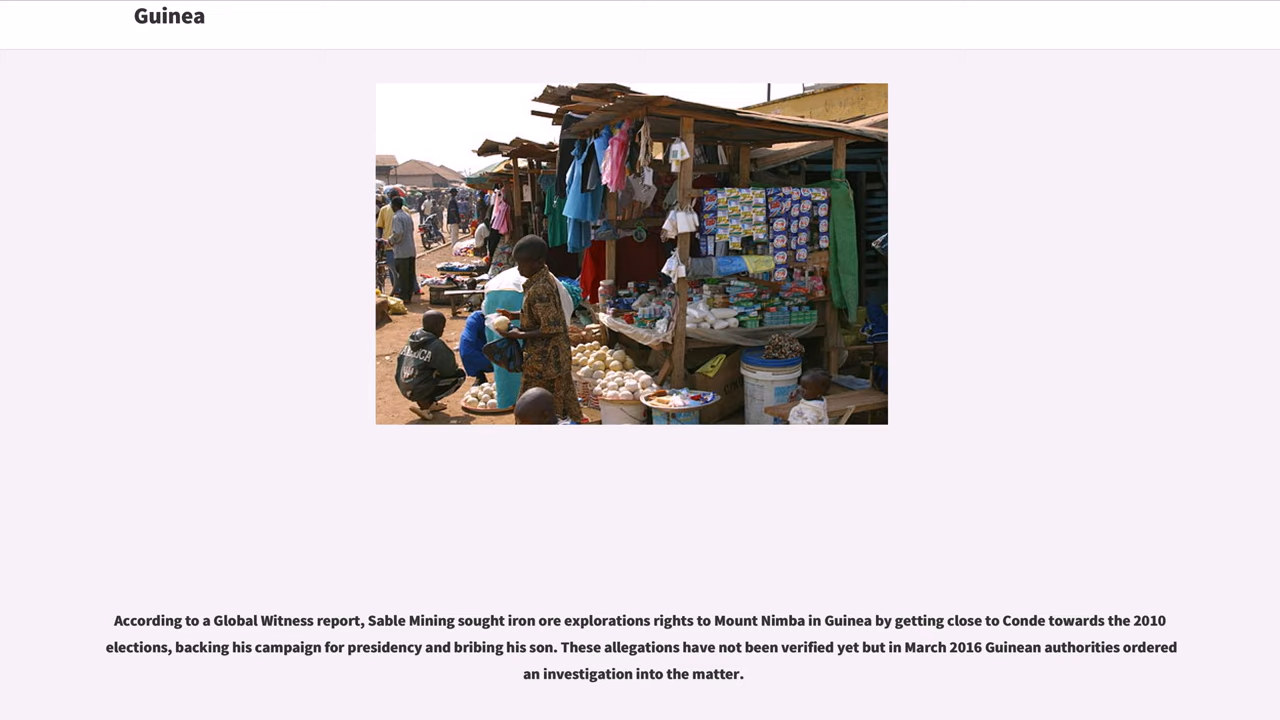 Guinea
According to a Global Witness report, Sable Mining sought iron ore explorations rights to Mount Nimba in Guinea by getting close to Conde towards the 2010
elections, backing his campaign for presidency and bribing his son. These allegations have not been verified yet but in March 2016 Guinean authorities ordered
an investigation into the matter.